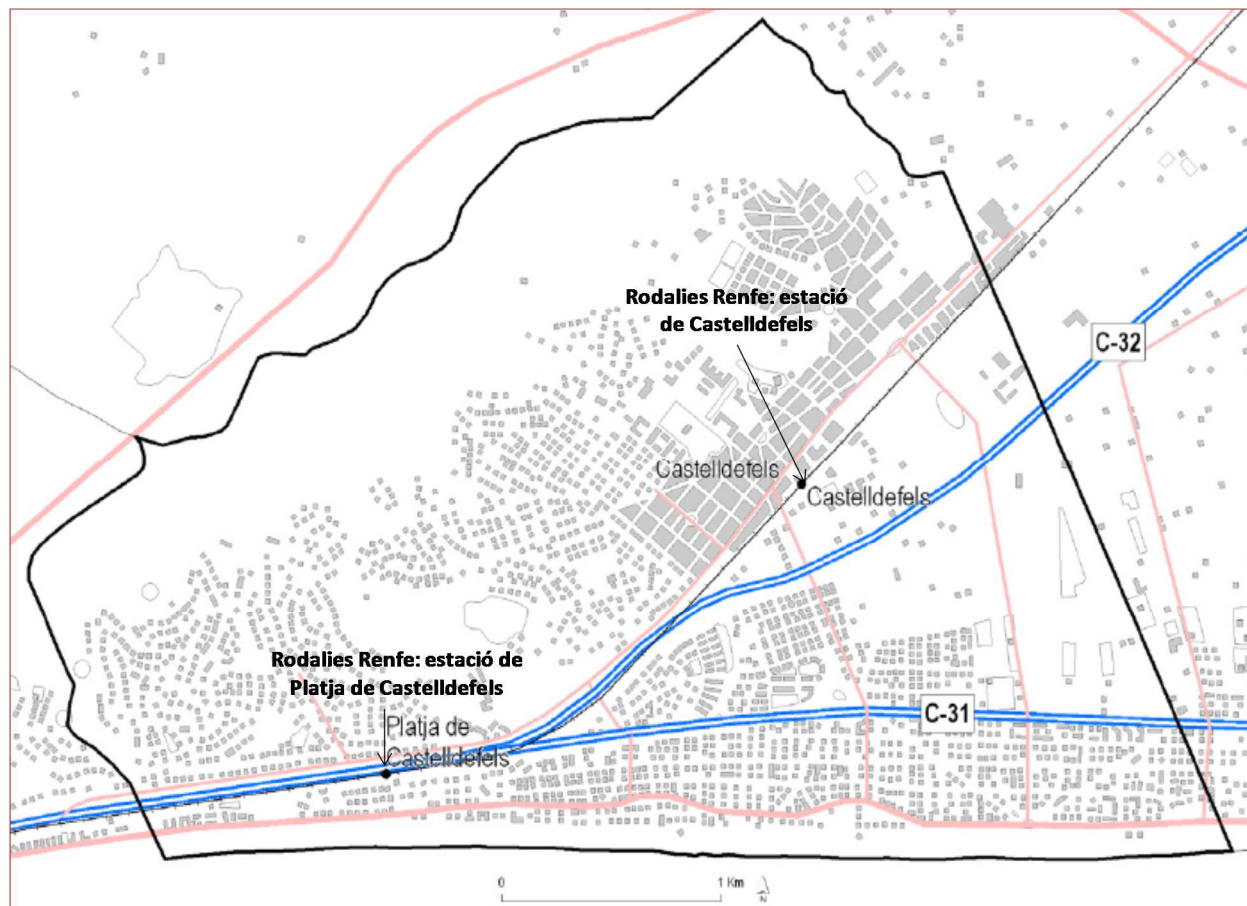 Rodalies Renfe: estació
de Castelldefels
C-32
Castelldefels
Castelldefels
Rodalies Renfe: estació de
Platja de Castelldefels
Platja de
Castelldefels
C-31
0
1 Km
N